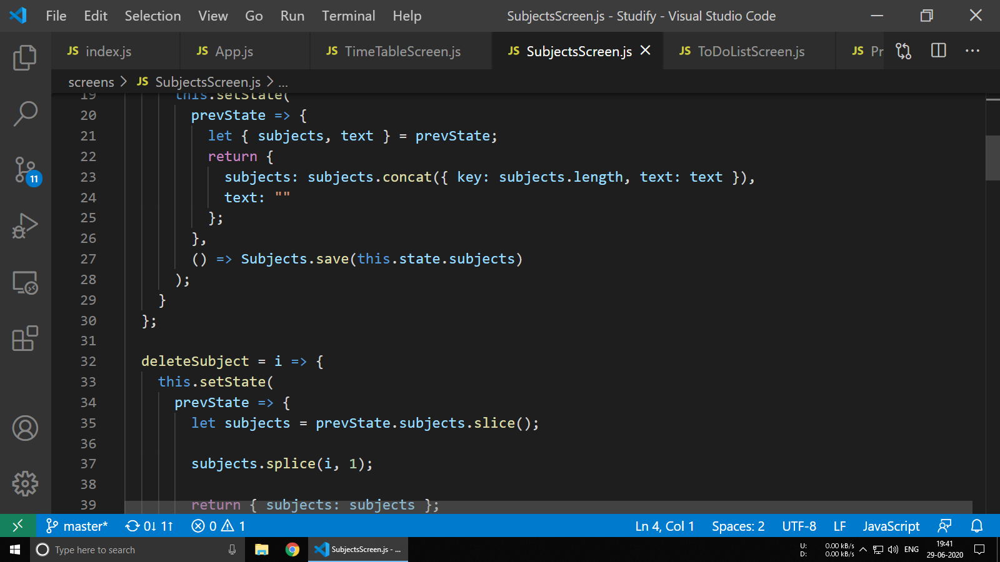 File Edit Selection View Go Run Terminal Help SubjectsScreen.js - Studify - Visual Studio Code
JS index.js JS App.js JS TimeTableScreen.js JS SubjectsScreen.js JS ToDoListScreen.js JS Pr
screens > JS SubjectsScreen.js > ...
19 this.setState(
20 prevState => {
21 let { subjects, text } = prevState;
22 return {
23 subjects: subjects.concat({ key: subjects.length, text: text }),
24 text: ""
25 };
26 },
27 () => Subjects.save(this.state.subjects)
28 );
29 }
30 };
31
32 deleteSubject = i => {
33 this.setState(
34 prevState => {
35 let subjects = prevState.subjects.slice();
36
37 subjects.splice(i, 1);
38
39 return { subjects: subjects };
11
master* 0↓ 1↑ 0 1 Ln 4, Col 1 Spaces: 2 UTF-8 LF JavaScript
Type here to search SubjectsScreen.js - ... U: 0.00 kB/s D: 0.00 kB/s ENG 19:41 29-06-2020